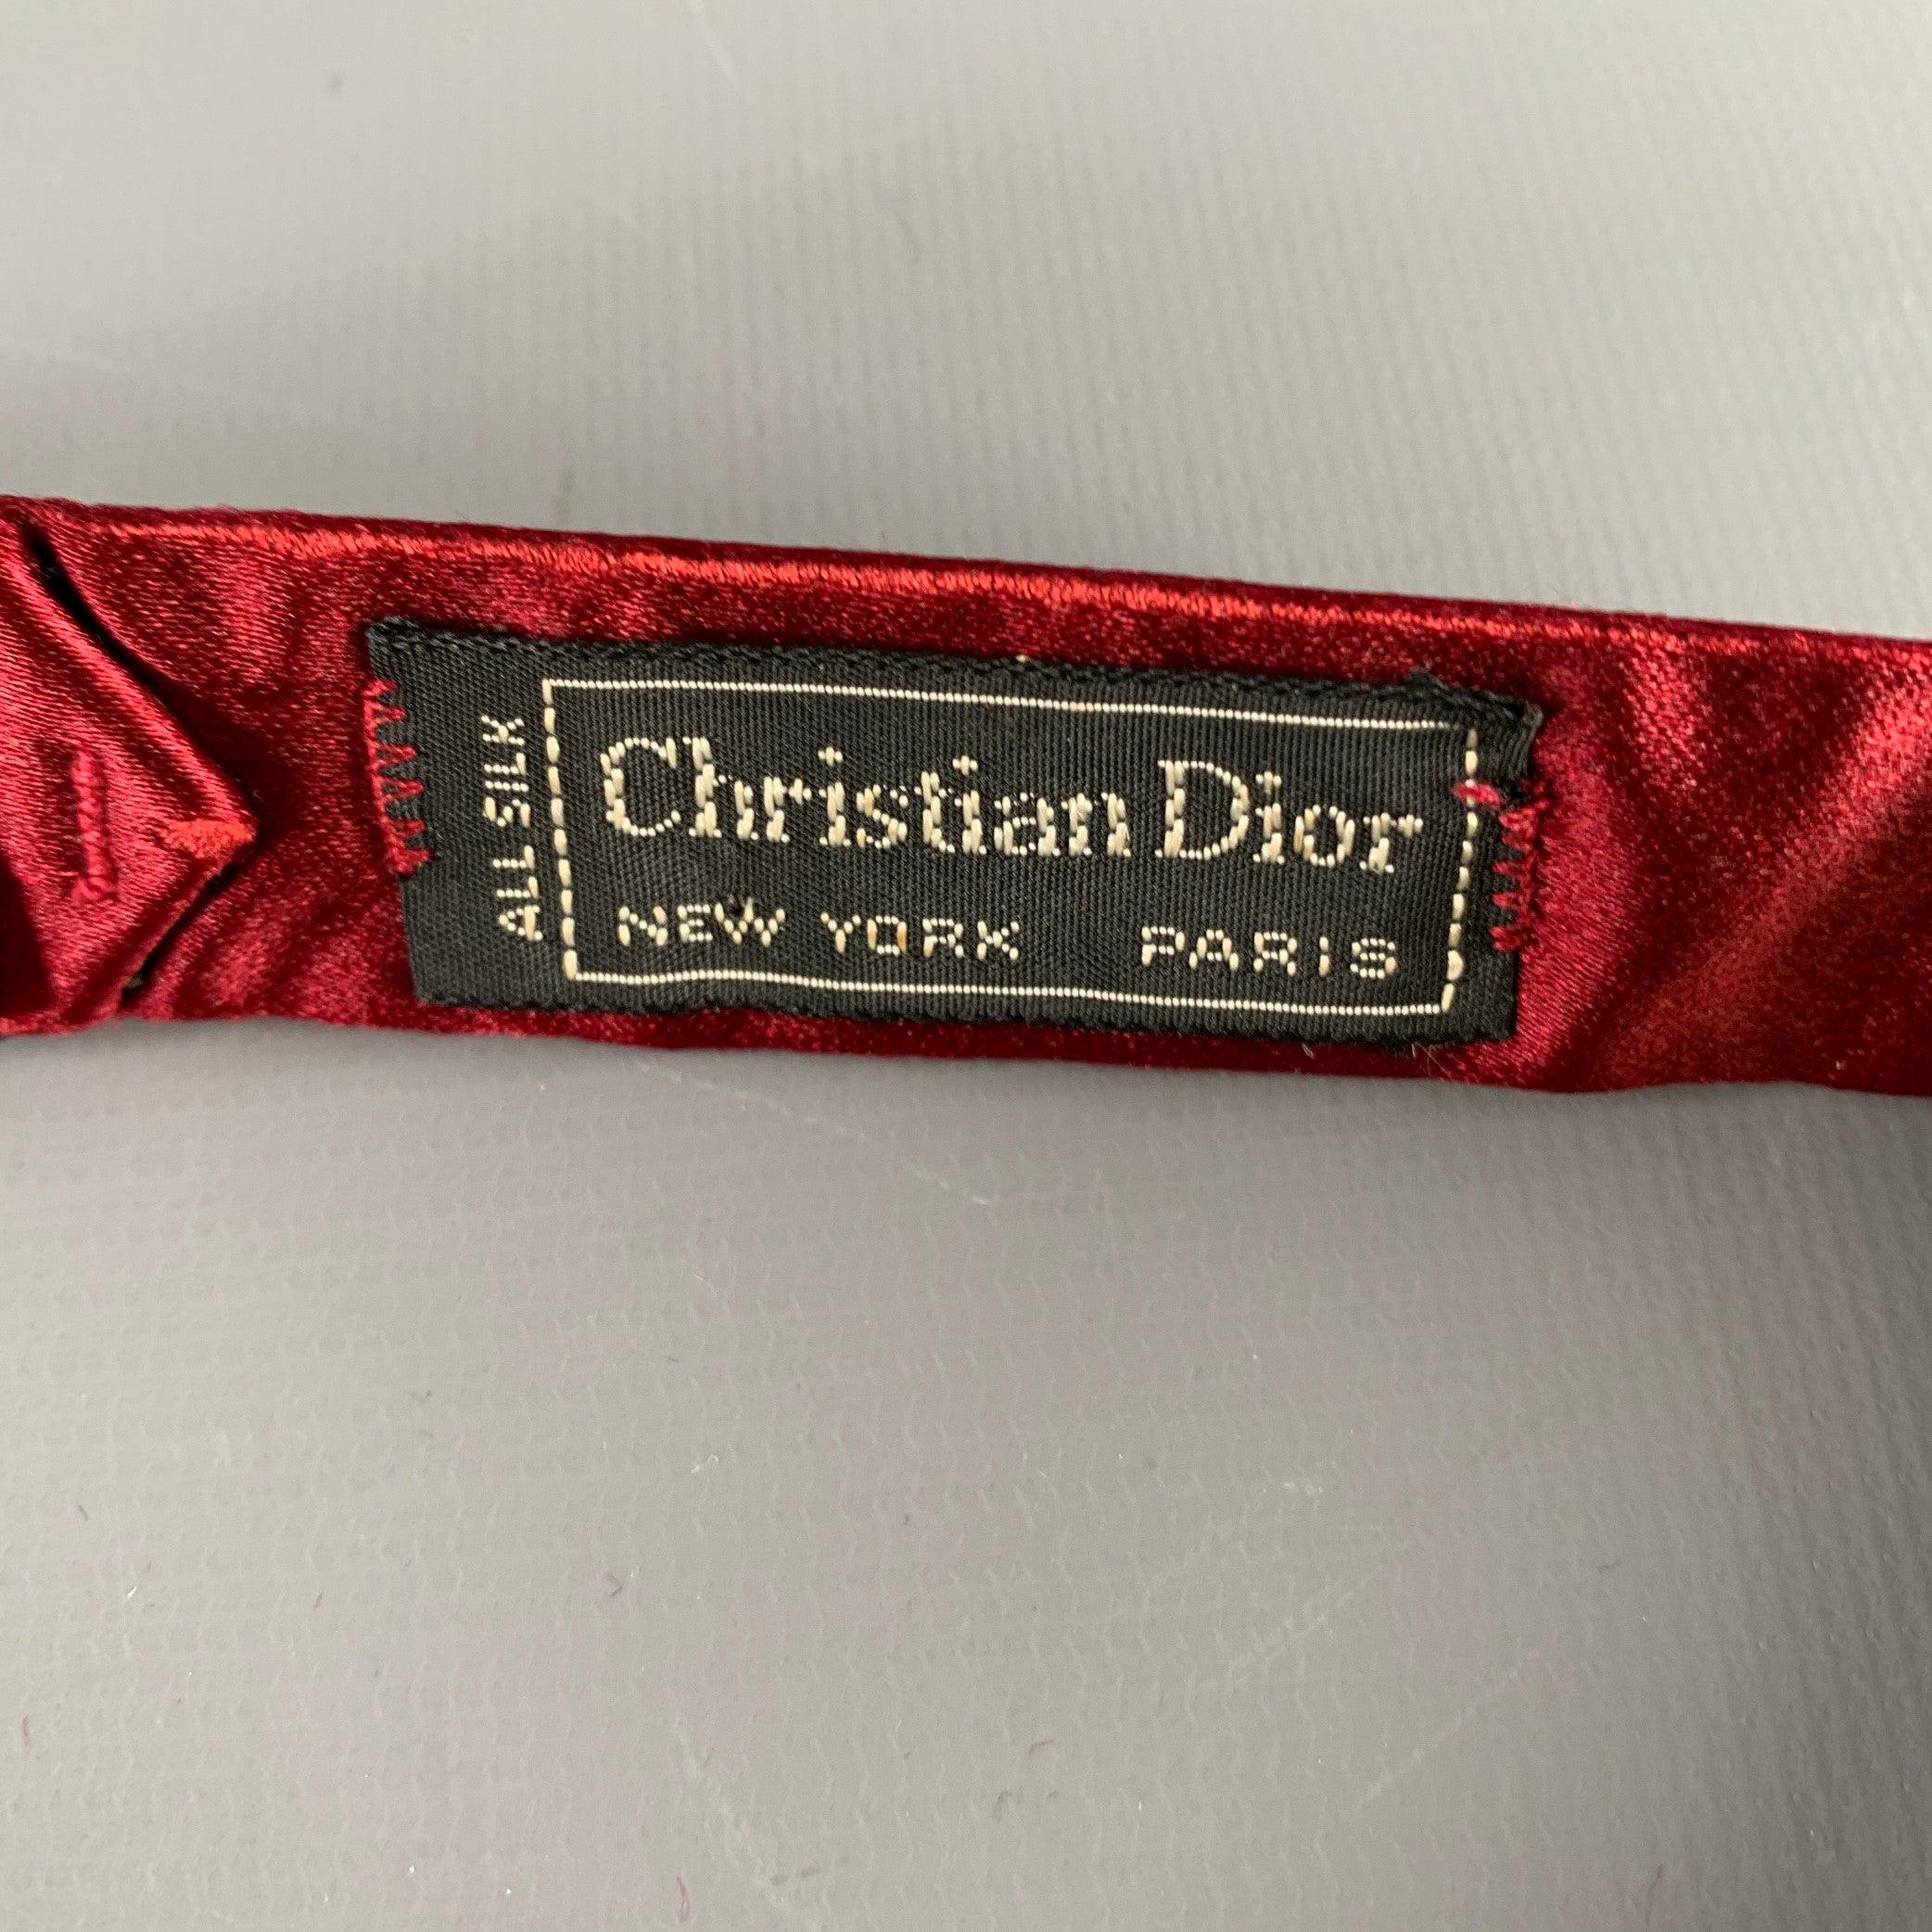 ALL SILK
Christian Dior
NEW YORK PARIS